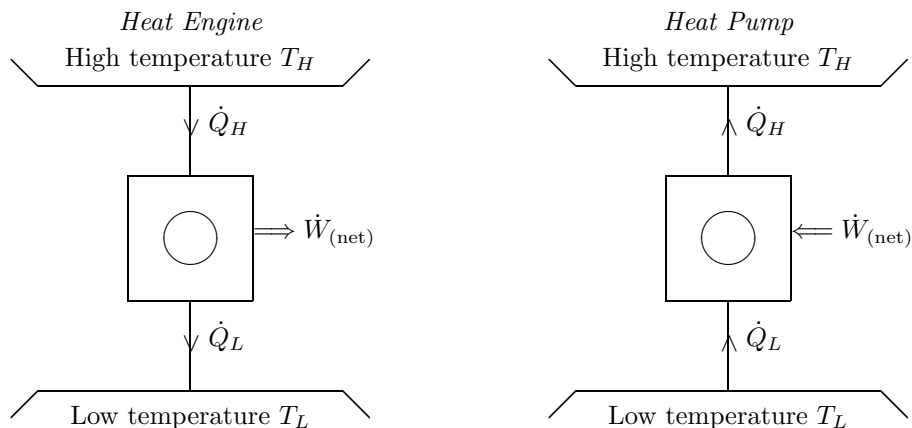 Heat Engine
High temperature T_H
Q̇_H
Ẇ_(net)
Q̇_L
Low temperature T_L
Heat Pump
High temperature T_H
Q̇_H
Ẇ_(net)
Q̇_L
Low temperature T_L